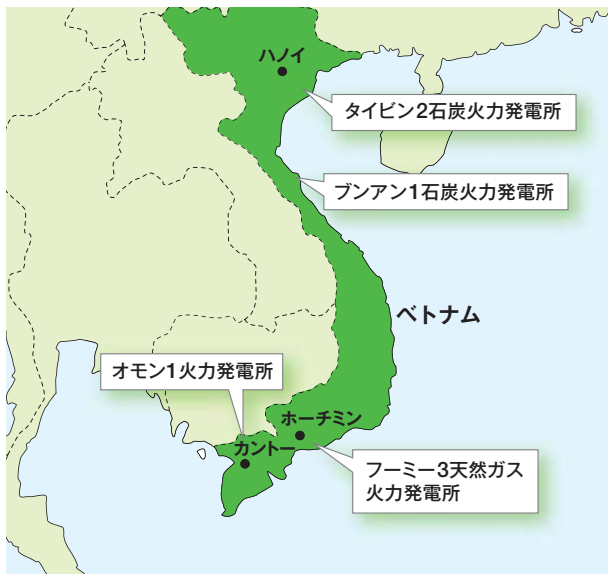 ハノイ
タイビン2石炭火力発電所
ブンアン1石炭火力発電所
ベトナム
オモン1火力発電所
ホーチミン
カントー
フーミー3天然ガス
火力発電所